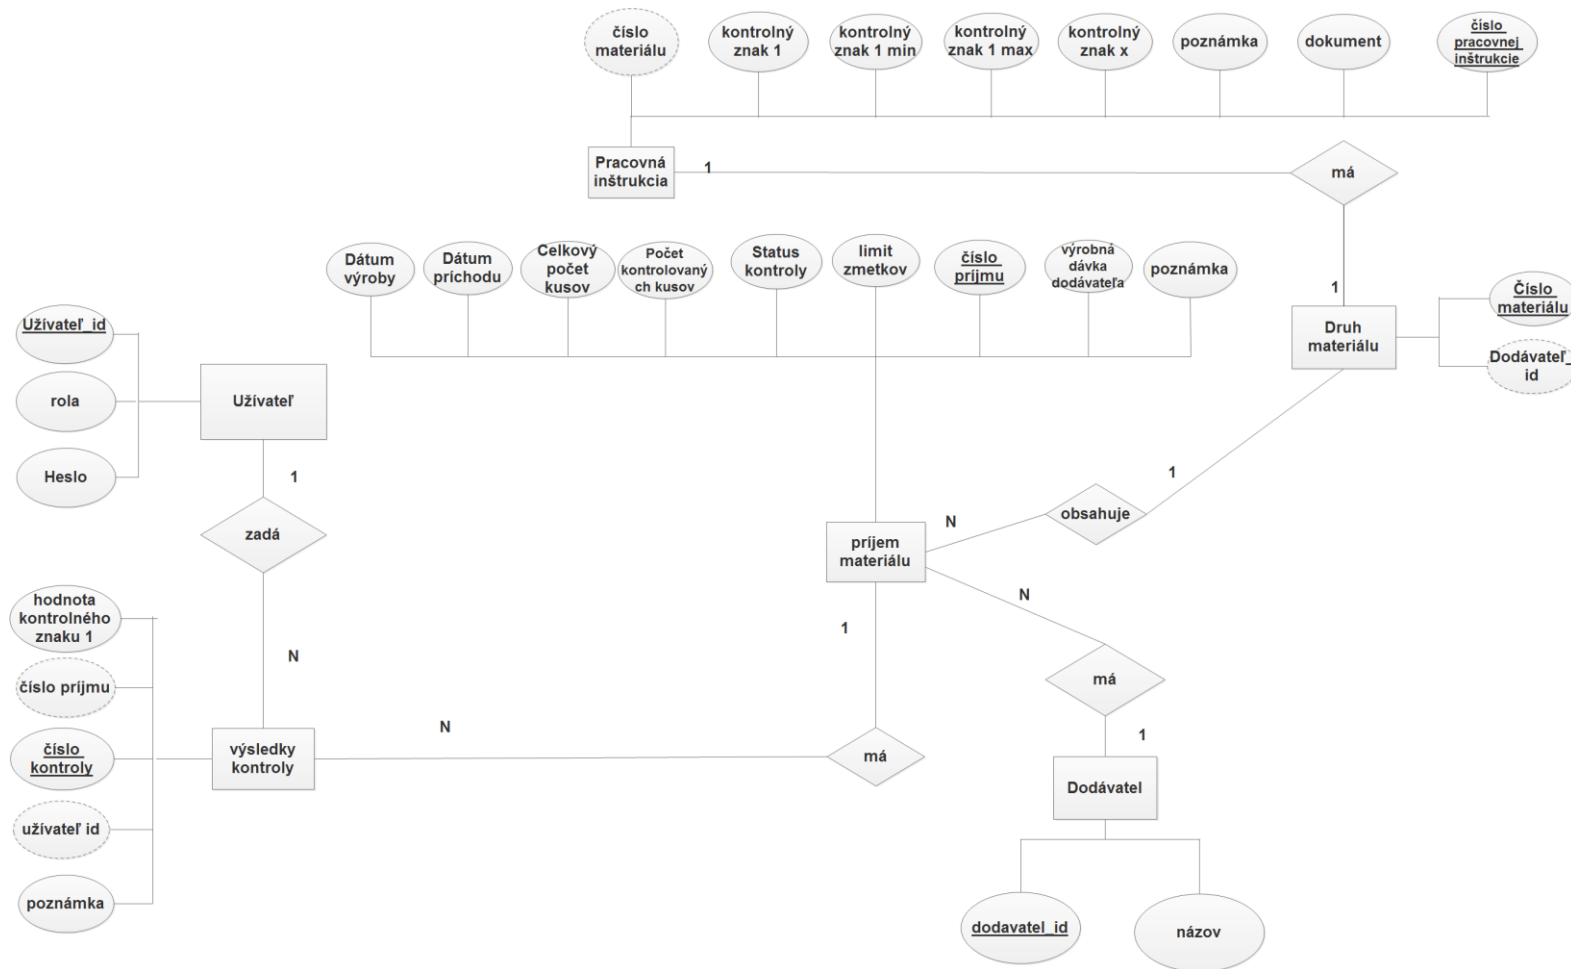 číslo
materiálu
kontrolný
znak 1
kontrolný
znak 1 min
kontrolný
znak 1 max
kontrolný
znak x
poznámka
dokument
číslo
pracovnej
inštrukcie
Pracovná
inštrukcia
1
má
Dátum
výroby
Dátum
príchodu
Celkový
počet
kusov
Počet
kontrolovaný
ch kusov
Status
kontroly
limit
zmetkov
číslo
príjmu
výrobná
dávka
dodávateľa
poznámka
1
Druh
materiálu
Číslo
materiálu
Dodávateľ_
id
Užívateľ_id
rola
Heslo
Užívateľ
1
zadá
N
1
obsahuje
N
príjem
materiálu
N
1
má
1
Dodávatel
dodavatel_id
názov
hodnota
kontrolného
znaku 1
číslo príjmu
číslo
kontroly
užívateľ id
poznámka
výsledky
kontroly
N
má